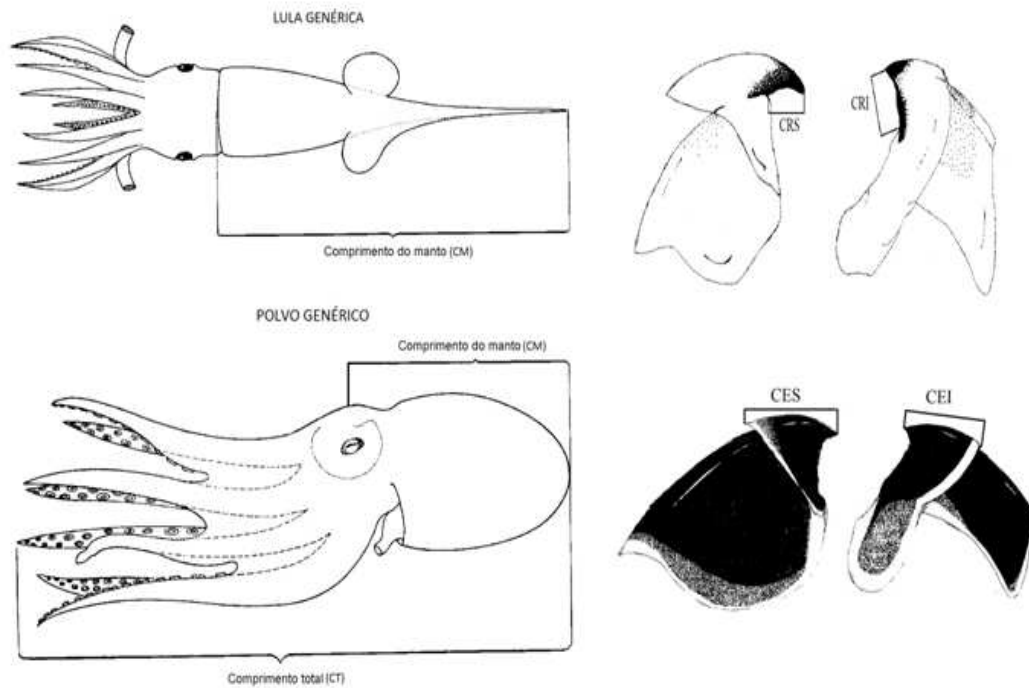 LULA GENÉRICA
CRS
CRI
Comprimento do manto (CM)
POLVO GENÉRICO
Comprimento do manto (CM)
CES
CEI
Comprimento total (CT)